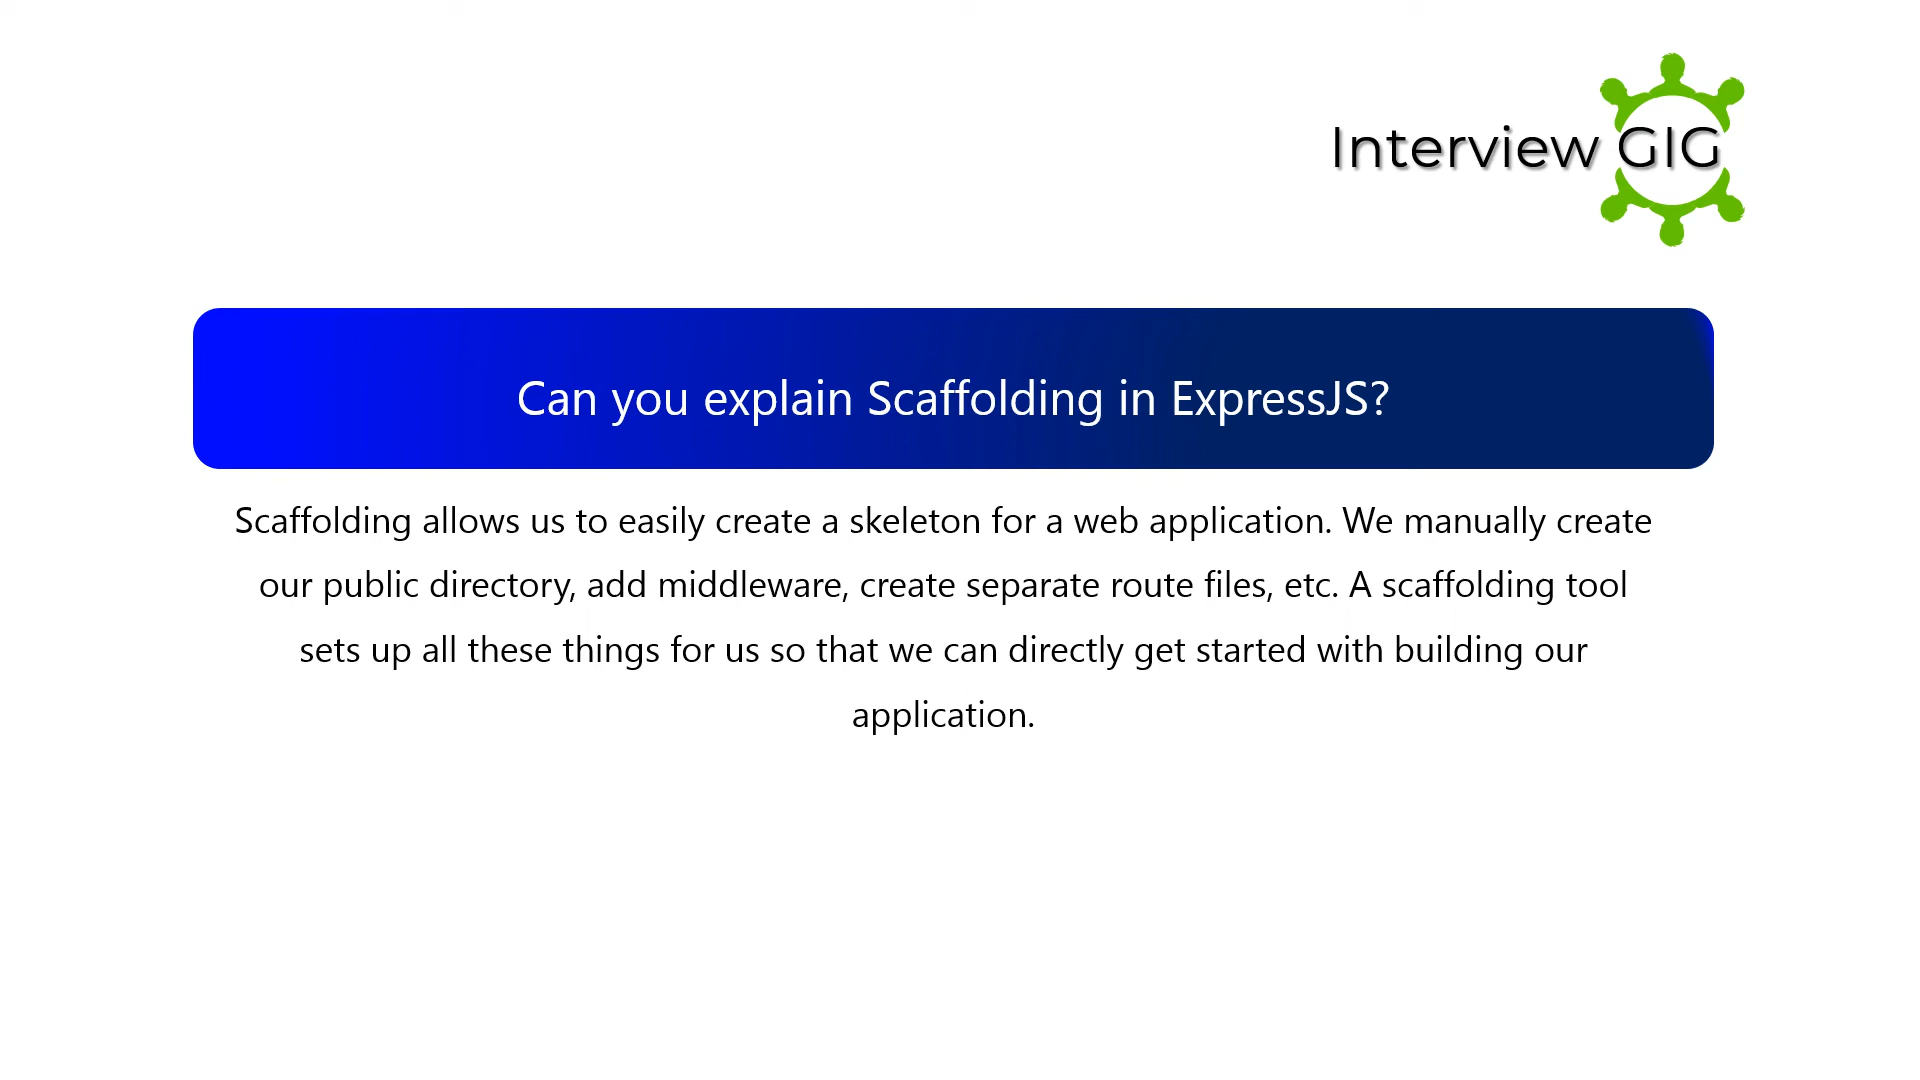 Interview GIG
Can you explain Scaffolding in ExpressJS?
Scaffolding allows us to easily create a skeleton for a web application. We manually create
our public directory, add middleware, create separate route files, etc. A scaffolding tool
sets up all these things for us so that we can directly get started with building our
application.